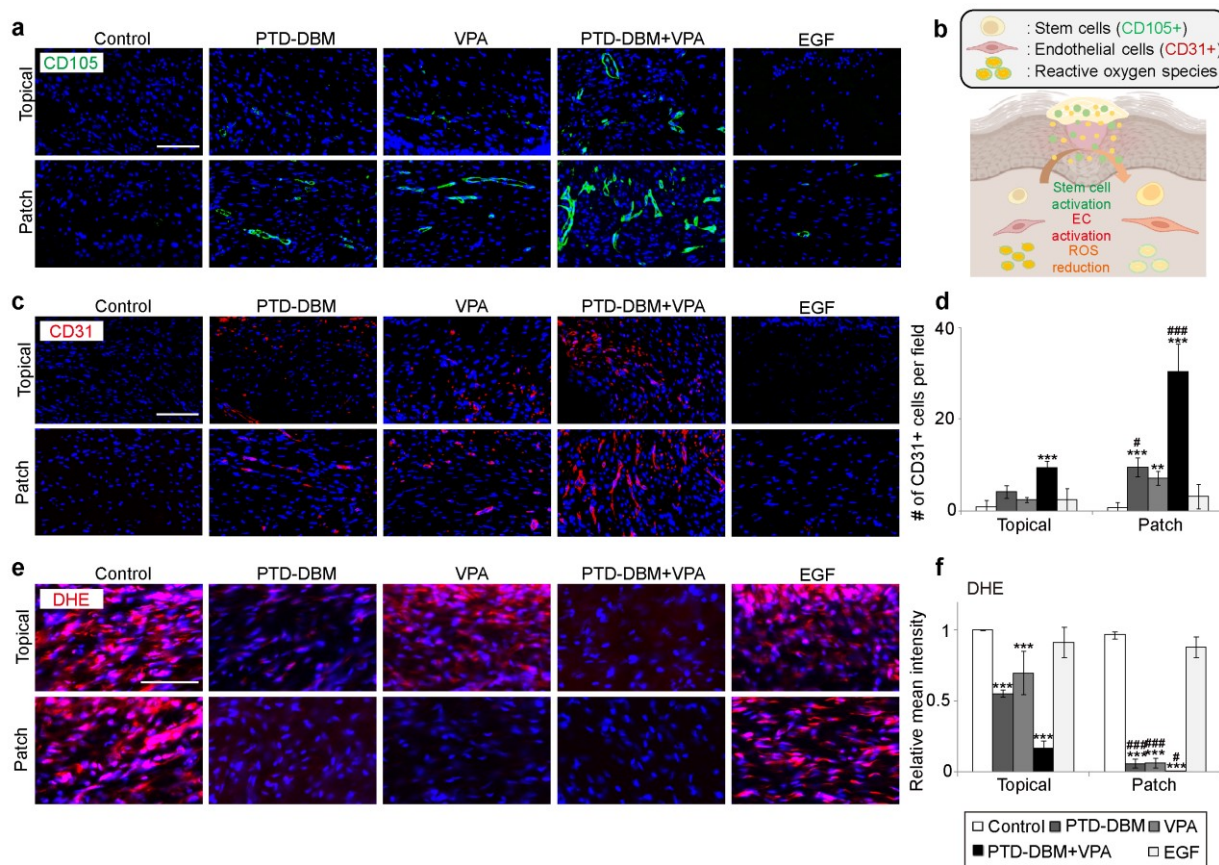 a
Control PTD-DBM VPA PTD-DBM+VPA EGF
CD105
Topical
Patch
b
: Stem cells (CD105+)
: Endothelial cells (CD31+)
: Reactive oxygen species
Stem cell
activation
EC
activation
ROS
reduction
c
Control PTD-DBM VPA PTD-DBM+VPA EGF
CD31
Topical
Patch
d
# of CD31+ cells per field
40
20
0
***
#
***
**
###
***
Topical Patch
e
Control PTD-DBM VPA PTD-DBM+VPA EGF
DHE
Topical
Patch
f
DHE
Relative mean intensity
1
0.5
0
***
***
***
###
***
###
***
#
***
Topical Patch
Control PTD-DBM VPA
PTD-DBM+VPA EGF